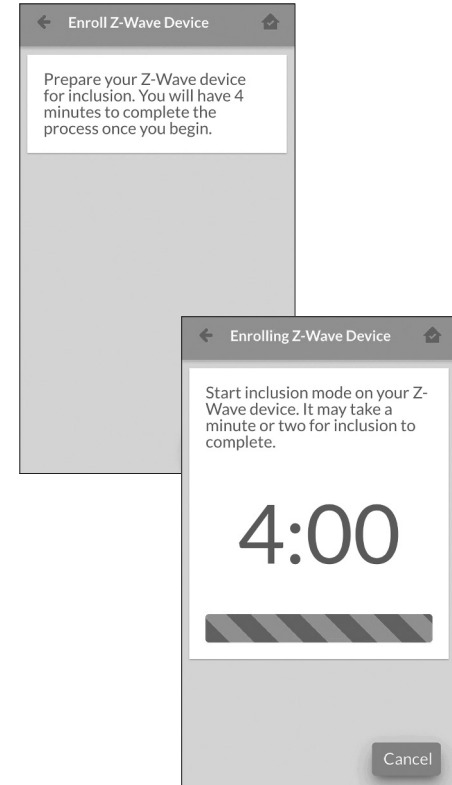 Enroll Z-Wave Device
Prepare your Z-Wave device
for inclusion. You will have 4
minutes to complete the
process once you begin.
Enrolling Z-Wave Device
Start inclusion mode on your Z-
Wave device. It may take a
minute or two for inclusion to
complete.
4:00
Cancel